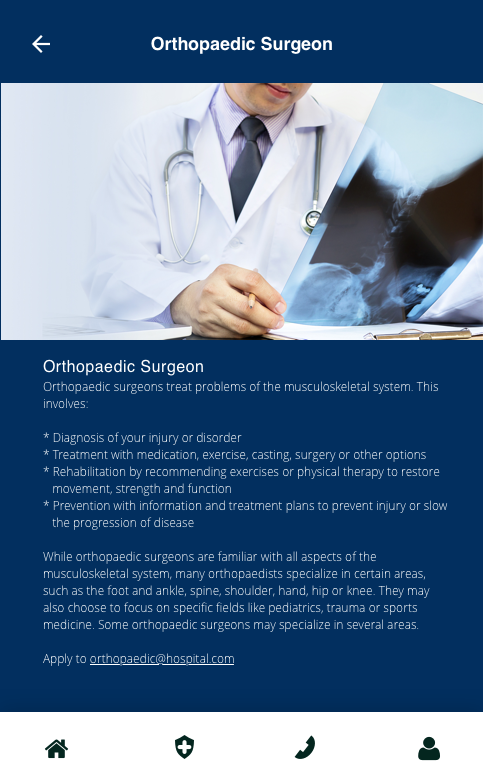 Orthopaedic Surgeon
Orthopaedic Surgeon
Orthopaedic surgeons treat problems of the musculoskeletal system. This
involves:
* Diagnosis of your injury or disorder
* Treatment with medication, exercise, casting, surgery or other options
* Rehabilitation by recommending exercises or physical therapy to restore
movement, strength and function
* Prevention with information and treatment plans to prevent injury or slow
the progression of disease
While orthopaedic surgeons are familiar with all aspects of the
musculoskeletal system, many orthopaedists specialize in certain areas,
such as the foot and ankle, spine, shoulder, hand, hip or knee. They may
also choose to focus on specific fields like pediatrics, trauma or sports
medicine. Some orthopaedic surgeons may specialize in several areas.
Apply to orthopaedic@hospital.com